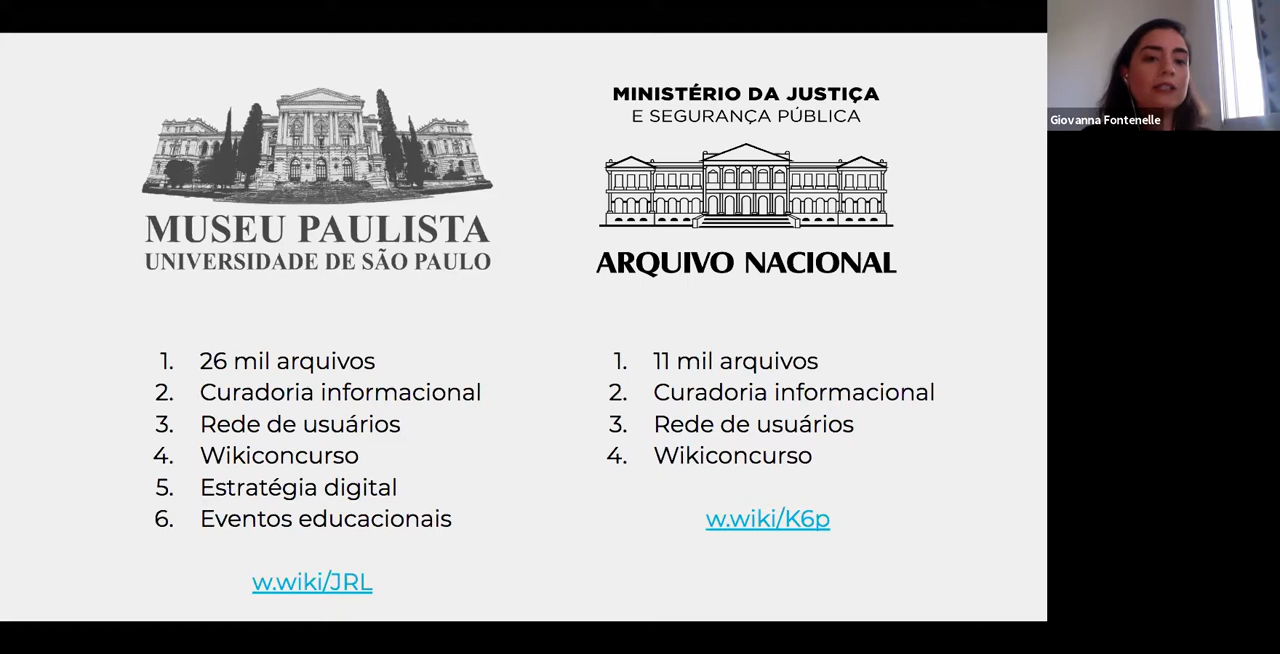 MUSEU PAULISTA
UNIVERSIDADE DE SÃO PAULO
1. 26 mil arquivos
2. Curadoria informacional
3. Rede de usuários
4. Wikiconcurso
5. Estratégia digital
6. Eventos educacionais
w.wiki/JRL
MINISTÉRIO DA JUSTIÇA
E SEGURANÇA PÚBLICA
ARQUIVO NACIONAL
1. 11 mil arquivos
2. Curadoria informacional
3. Rede de usuários
4. Wikiconcurso
w.wiki/K6p
Giovanna Fontenelle